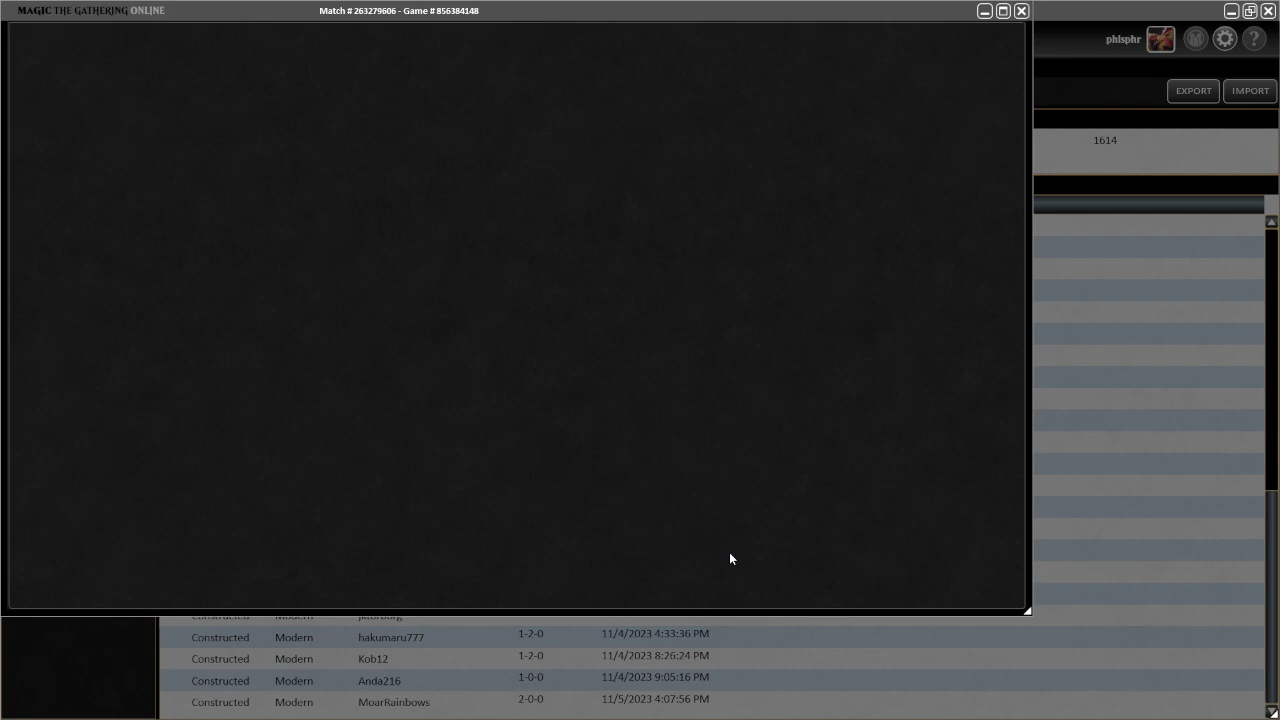 MAGIC THE GATHERING ONLINE Match # 263279606 - Game # 856384148
phlsphr
EXPORT IMPORT
1614
Constructed Modern
Constructed Modern hakumaru777 1-2-0 11/4/2023 4:33:36 PM
Constructed Modern Kob12 1-2-0 11/4/2023 8:26:24 PM
Constructed Modern Anda216 1-0-0 11/4/2023 9:05:16 PM
Constructed Modern MoarRainbows 2-0-0 11/5/2023 4:07:56 PM